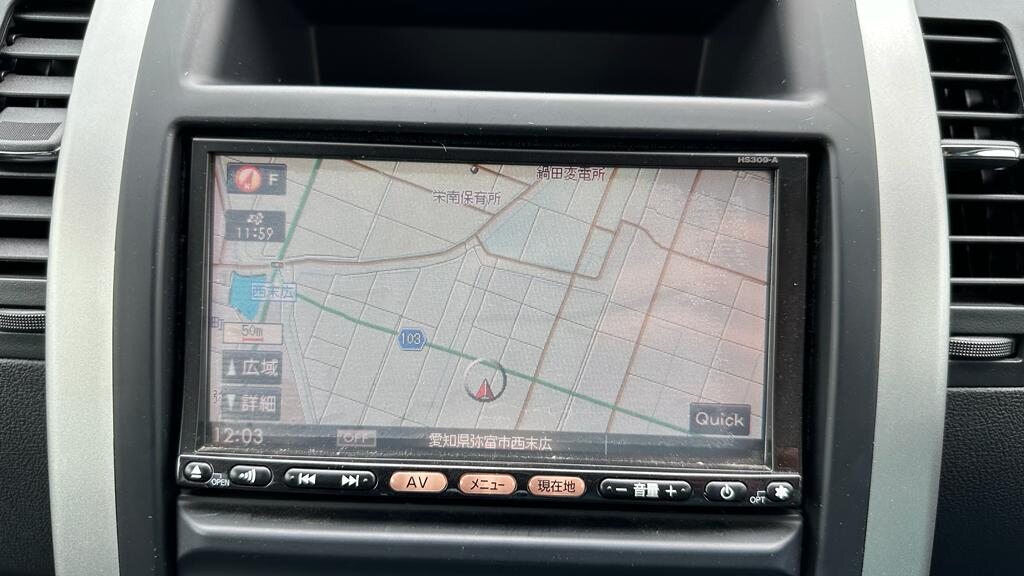 HS309-A
鍋田変電所
F
栄南保育所
11:59
西末広
町
50m
103
広域
詳細
Quick
12:03
OFF
愛知県弥富市西末広
OPEN
AV
メニュー
現在地
− 音量 +
OPT